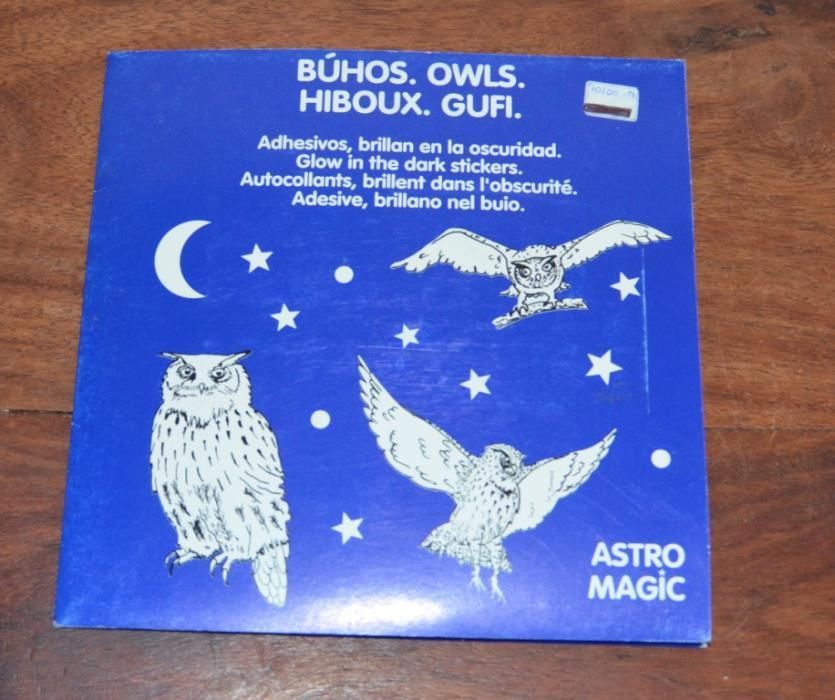 BÚHOS. OWLS.
HIBOUX. GUFI.
Adhesivos, brillan en la oscuridad.
Glow in the dark stickers.
Autocollants, brillent dans l'obscurité.
Adesive, brillano nel buio.
ASTRO
MAGiC